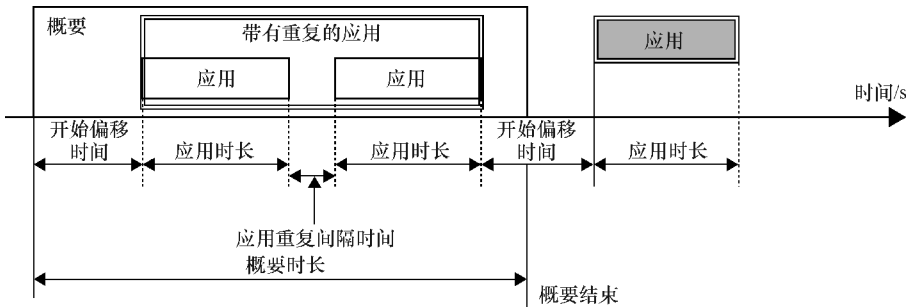 概要
带有重复的应用
应用
应用
应用
时间/s
开始偏移
时间
应用时长
应用时长
开始偏移
时间
应用时长
应用重复间隔时间
概要时长
概要结束